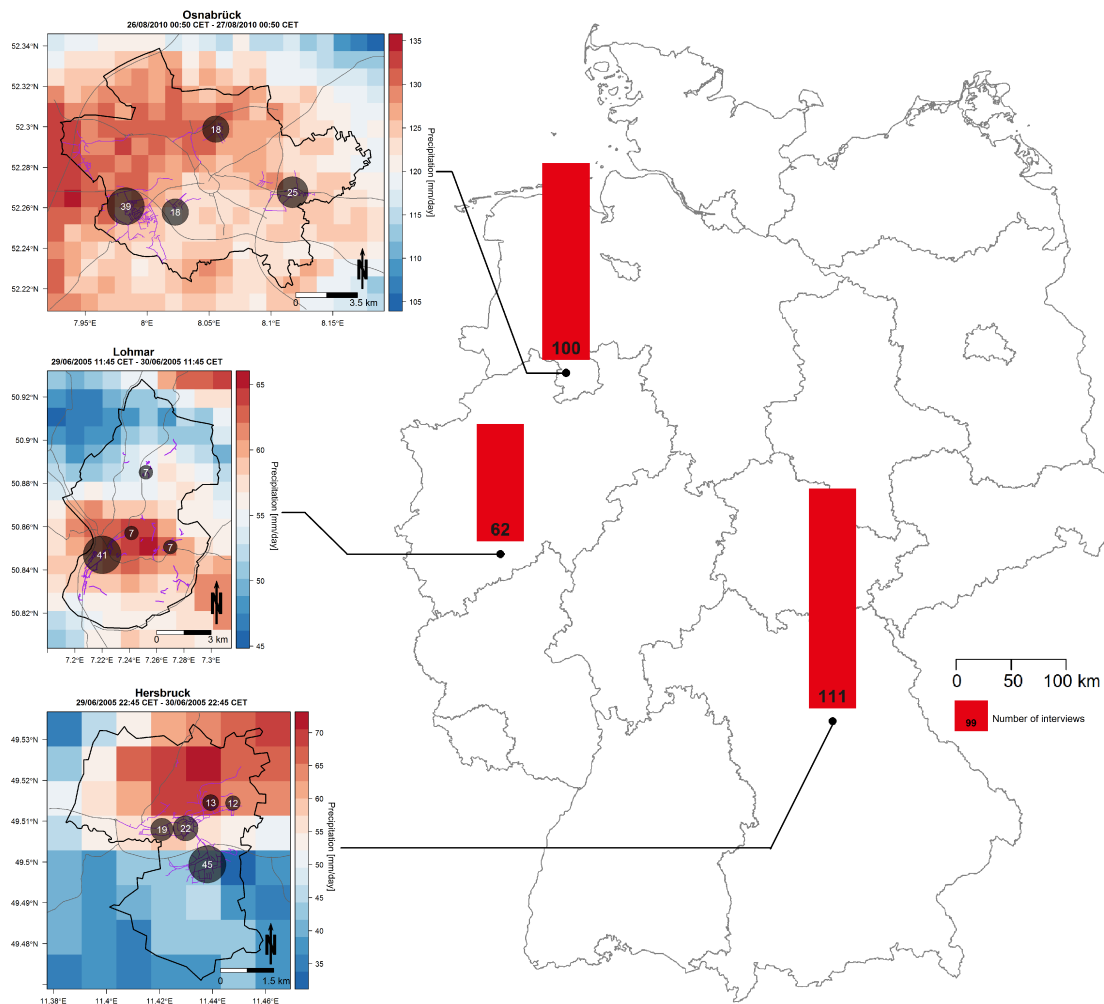 Osnabrück
26/08/2010 00:50 CET - 27/08/2010 00:50 CET
52.34°N
52.32°N
52.3°N
52.28°N
52.26°N
52.24°N
52.22°N
7.95°E
8°E
8.05°E
8.1°E
8.15°E
18
39
18
25
N
0
3.5 km
135
130
125
120
115
110
105
Precipitation [mm/day]
Lohmar
29/06/2005 11:45 CET - 30/06/2005 11:45 CET
50.92°N
50.9°N
50.88°N
50.86°N
50.84°N
50.82°N
7.2°E
7.22°E
7.24°E
7.26°E
7.28°E
7.3°E
7
7
7
41
N
0
3 km
65
60
55
50
45
Precipitation [mm/day]
Hersbruck
29/06/2005 22:45 CET - 30/06/2005 22:45 CET
49.53°N
49.52°N
49.51°N
49.5°N
49.49°N
49.48°N
11.38°E
11.4°E
11.42°E
11.44°E
11.46°E
13
12
19
22
45
N
0
1.5 km
70
65
60
55
50
45
40
35
Precipitation [mm/day]
100
62
111
0
50
100 km
99
Number of interviews